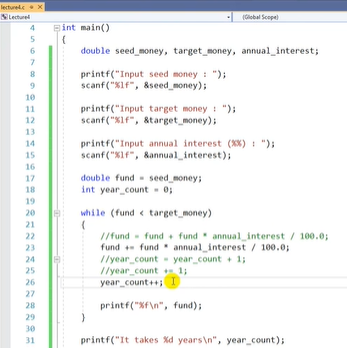 lecture4.c
Lecture4 (Global Scope)
4 int main()
5 {
6 double seed_money, target_money, annual_interest;
7
8 printf("Input seed money : ");
9 scanf("%lf", &seed_money);
10
11 printf("Input target money : ");
12 scanf("%lf", &target_money);
13
14 printf("Input annual interest (%%) : ");
15 scanf("%lf", &annual_interest);
16
17 double fund = seed_money;
18 int year_count = 0;
19
20 while (fund < target_money)
21 {
22 //fund = fund + fund * annual_interest / 100.0;
23 fund += fund * annual_interest / 100.0;
24 //year_count = year_count + 1;
25 //year_count += 1;
26 year_count++;
27
28 printf("%f\n", fund);
29 }
30
31 printf("It takes %d years\n", year_count);